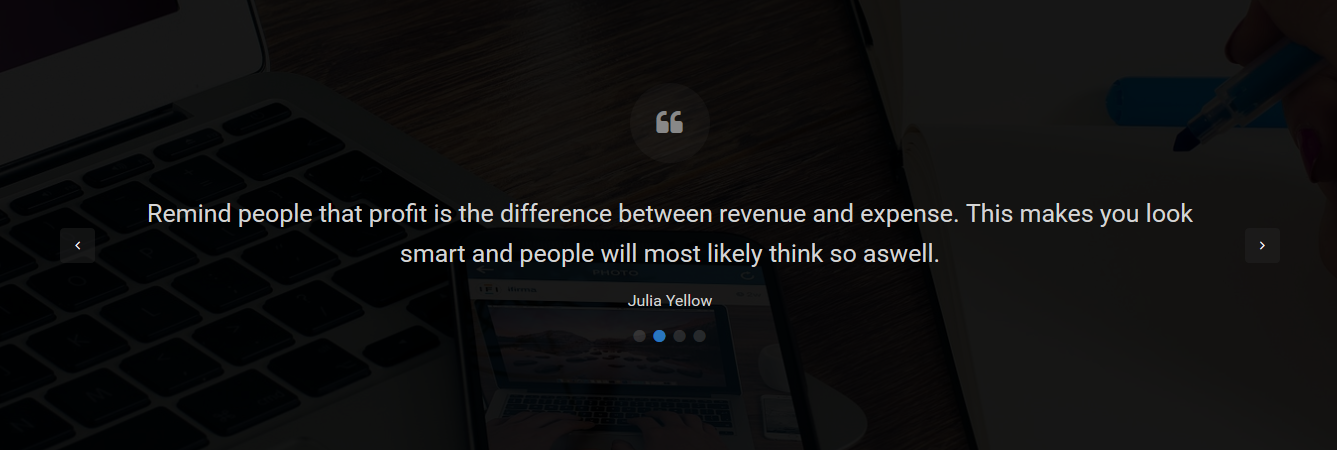 Remind people that profit is the difference between revenue and expense. This makes you look
smart and people will most likely think so aswell.
PHOTO
Julia Yellow